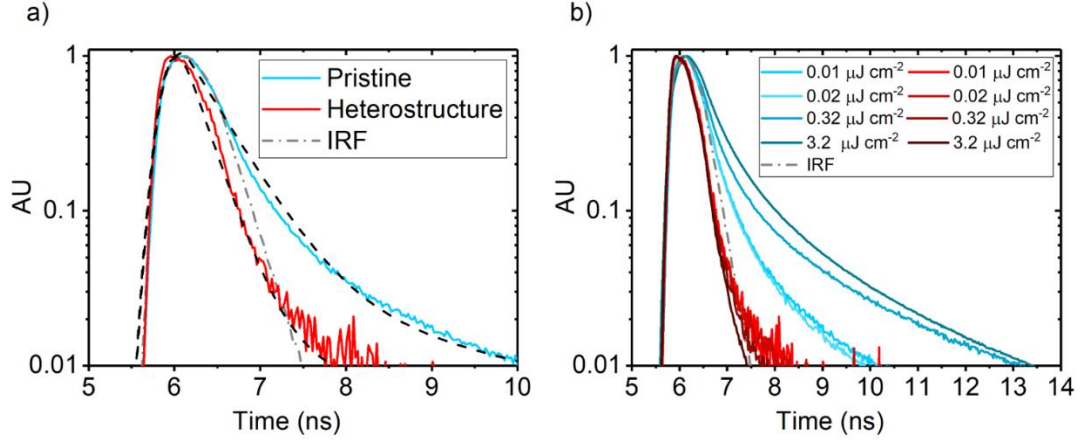 a)
1
0.1
0.01
AU
5 6 7 8 9 10
Time (ns)
Pristine
Heterostructure
IRF
b)
1
0.1
0.01
AU
5 6 7 8 9 10 11 12 13 14
Time (ns)
0.01 μJ cm⁻² 0.01 μJ cm⁻²
0.02 μJ cm⁻² 0.02 μJ cm⁻²
0.32 μJ cm⁻² 0.32 μJ cm⁻²
3.2 μJ cm⁻² 3.2 μJ cm⁻²
IRF